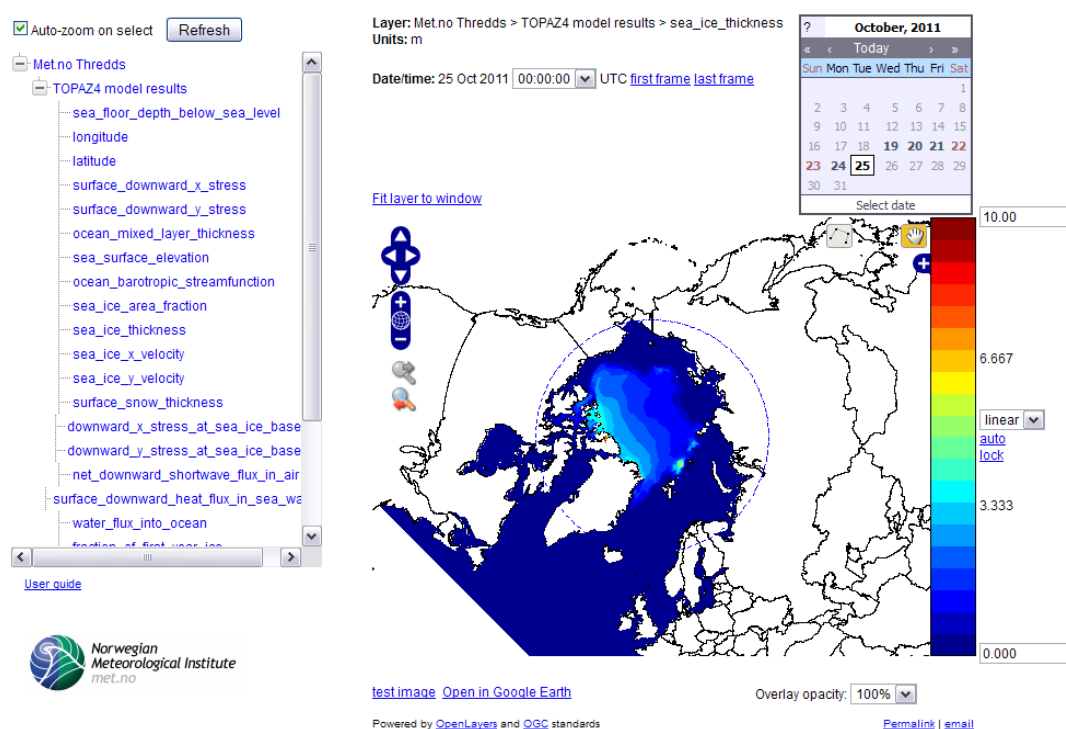 Auto-zoom on select Refresh
Met.no Thredds
TOPAZ4 model results
sea_floor_depth_below_sea_level
longitude
latitude
surface_downward_x_stress
surface_downward_y_stress
ocean_mixed_layer_thickness
sea_surface_elevation
ocean_barotropic_streamfunction
sea_ice_area_fraction
sea_ice_thickness
sea_ice_x_velocity
sea_ice_y_velocity
surface_snow_thickness
downward_x_stress_at_sea_ice_base
downward_y_stress_at_sea_ice_base
net_downward_shortwave_flux_in_air
surface_downward_heat_flux_in_sea_wa
water_flux_into_ocean
fraction_of_first_year_ice
User guide
Norwegian
Meteorological Institute
met.no
Layer: Met.no Thredds > TOPAZ4 model results > sea_ice_thickness
Units: m
Date/time: 25 Oct 2011 00:00:00 UTC first frame last frame
? October, 2011
« ‹ Today › »
Sun Mon Tue Wed Thu Fri Sat
1
2 3 4 5 6 7 8
9 10 11 12 13 14 15
16 17 18 19 20 21 22
23 24 25 26 27 28 29
30 31
Select date
Fit layer to window
10.00
6.667
linear
auto
lock
3.333
0.000
test image Open in Google Earth
Overlay opacity: 100%
Powered by OpenLayers and OGC standards
Permalink | email